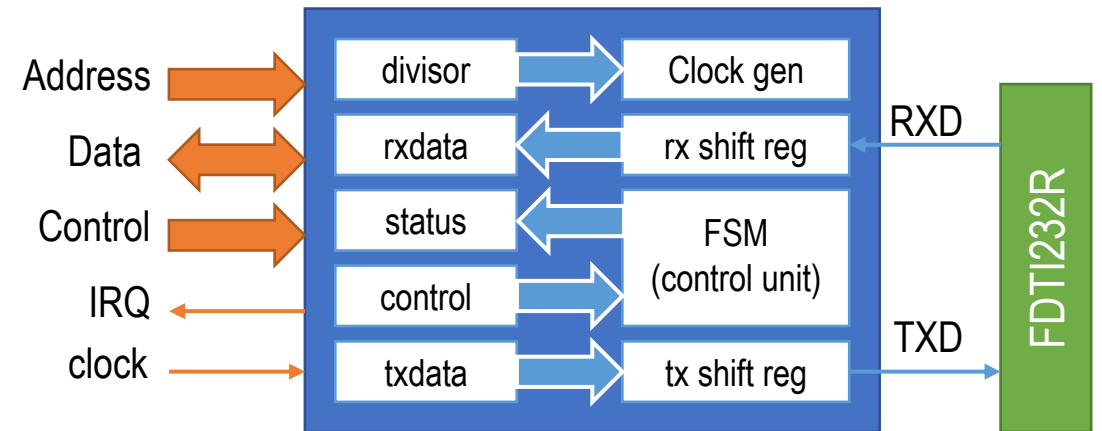 Address
Data
Control
IRQ
clock
divisor
Clock gen
rxdata
rx shift reg
status
FSM
(control unit)
control
txdata
tx shift reg
RXD
TXD
FDTI232R